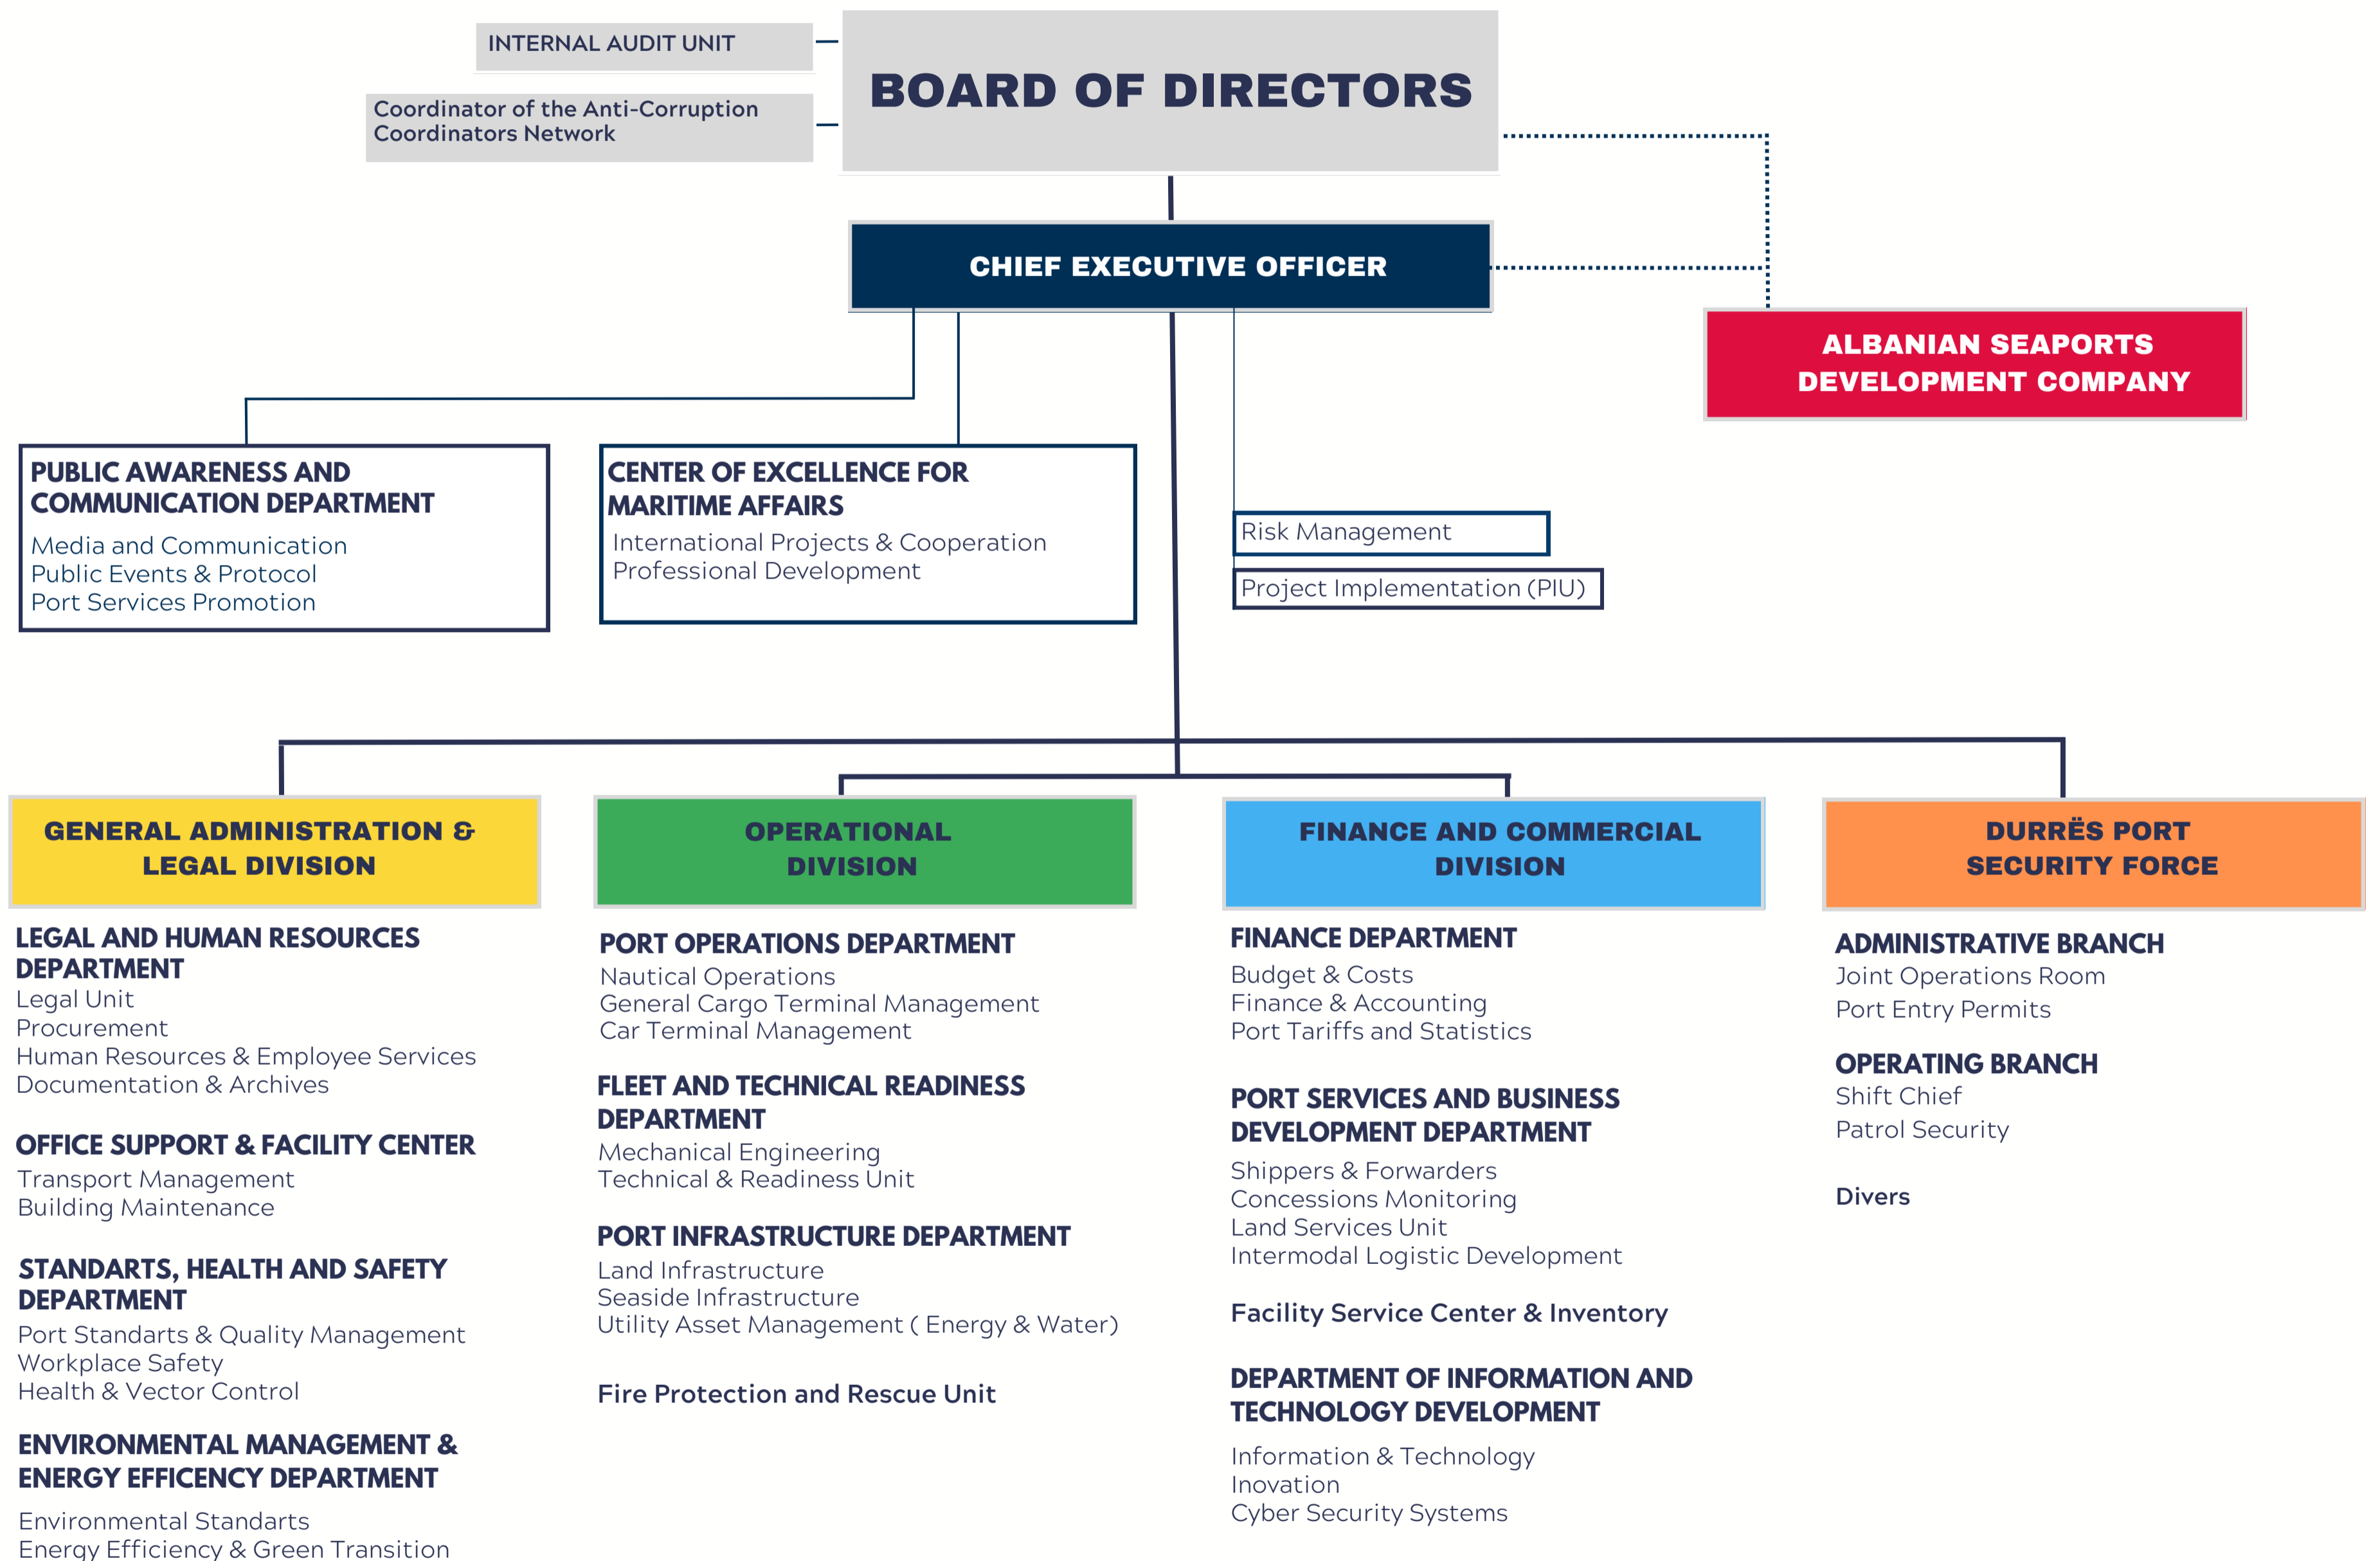 INTERNAL AUDIT UNIT
Coordinator of the Anti-Corruption
Coordinators Network
BOARD OF DIRECTORS
CHIEF EXECUTIVE OFFICER
ALBANIAN SEAPORTS
DEVELOPMENT COMPANY
PUBLIC AWARENESS AND
COMMUNICATION DEPARTMENT
Media and Communication
Public Events & Protocol
Port Services Promotion
CENTER OF EXCELLENCE FOR
MARITIME AFFAIRS
International Projects & Cooperation
Professional Development
Risk Management
Project Implementation (PIU)
GENERAL ADMINISTRATION &
LEGAL DIVISION
LEGAL AND HUMAN RESOURCES
DEPARTMENT
Legal Unit
Procurement
Human Resources & Employee Services
Documentation & Archives
OFFICE SUPPORT & FACILITY CENTER
Transport Management
Building Maintenance
STANDARTS, HEALTH AND SAFETY
DEPARTMENT
Port Standarts & Quality Management
Workplace Safety
Health & Vector Control
ENVIRONMENTAL MANAGEMENT &
ENERGY EFFICENCY DEPARTMENT
Environmental Standarts
Energy Efficiency & Green Transition
OPERATIONAL
DIVISION
PORT OPERATIONS DEPARTMENT
Nautical Operations
General Cargo Terminal Management
Car Terminal Management
FLEET AND TECHNICAL READINESS
DEPARTMENT
Mechanical Engineering
Technical & Readiness Unit
PORT INFRASTRUCTURE DEPARTMENT
Land Infrastructure
Seaside Infrastructure
Utility Asset Management ( Energy & Water)
Fire Protection and Rescue Unit
FINANCE AND COMMERCIAL
DIVISION
FINANCE DEPARTMENT
Budget & Costs
Finance & Accounting
Port Tariffs and Statistics
PORT SERVICES AND BUSINESS
DEVELOPMENT DEPARTMENT
Shippers & Forwarders
Concessions Monitoring
Land Services Unit
Intermodal Logistic Development
Facility Service Center & Inventory
DEPARTMENT OF INFORMATION AND
TECHNOLOGY DEVELOPMENT
Information & Technology
Inovation
Cyber Security Systems
DURRËS PORT
SECURITY FORCE
ADMINISTRATIVE BRANCH
Joint Operations Room
Port Entry Permits
OPERATING BRANCH
Shift Chief
Patrol Security
Divers